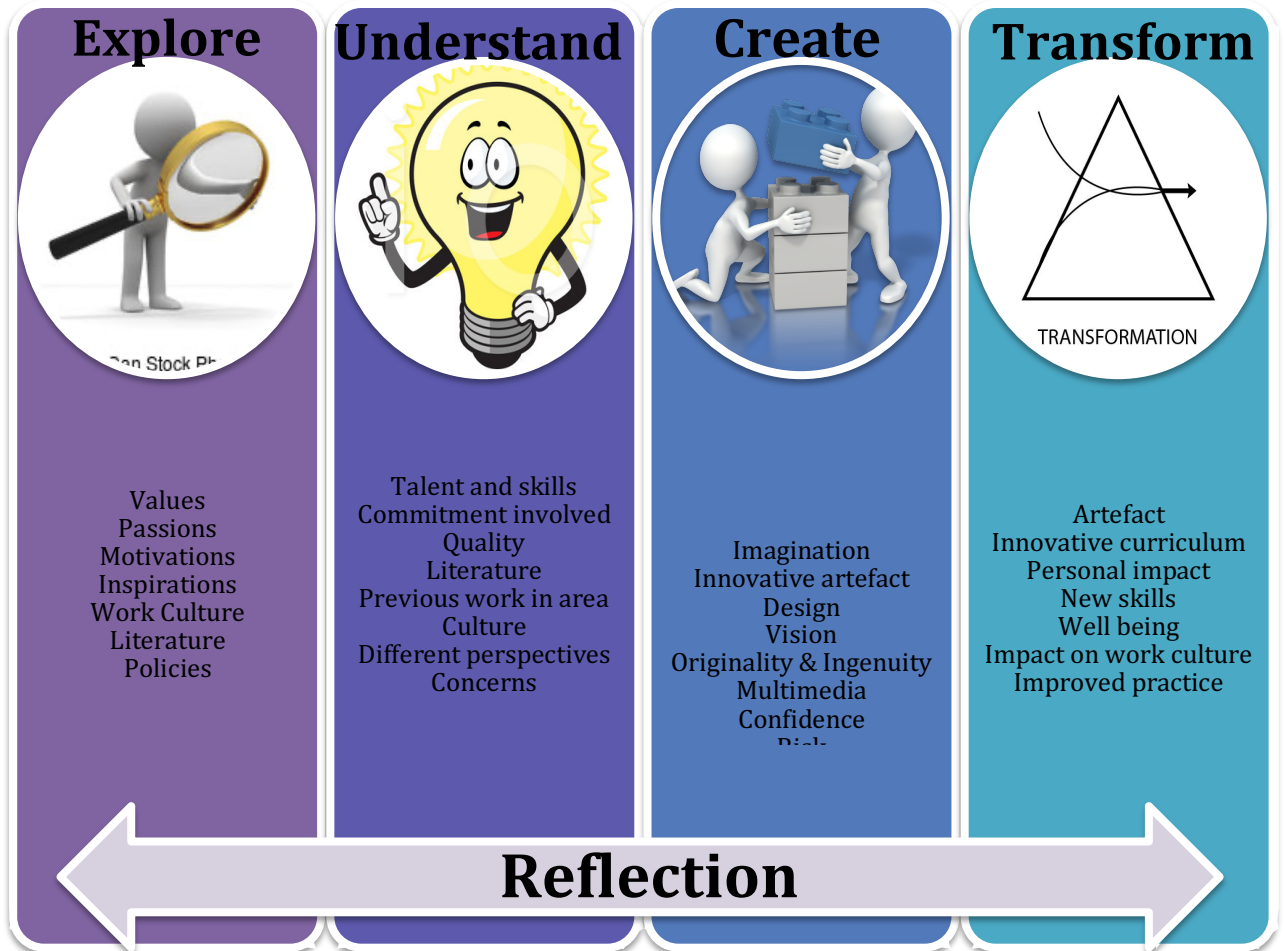 Explore
Values
Passions
Motivations
Inspirations
Work Culture
Literature
Policies
Understand
Talent and skills
Commitment involved
Quality
Literature
Previous work in area
Culture
Different perspectives
Concerns
Create
Imagination
Innovative artefact
Design
Vision
Originality & Ingenuity
Multimedia
Confidence
Risk
Transform
TRANSFORMATION
Artefact
Innovative curriculum
Personal impact
New skills
Well being
Impact on work culture
Improved practice
Reflection